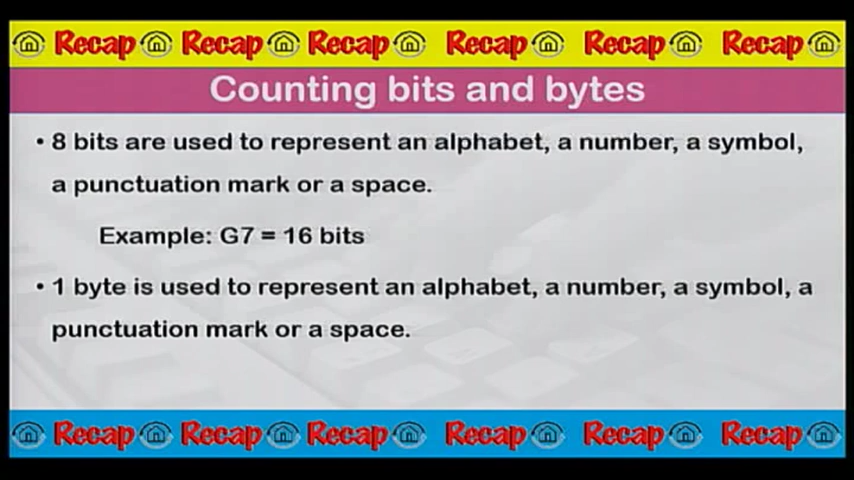 Recap Recap Recap Recap Recap Recap
Counting bits and bytes
• 8 bits are used to represent an alphabet, a number, a symbol,
a punctuation mark or a space.
Example: G7 = 16 bits
• 1 byte is used to represent an alphabet, a number, a symbol, a
punctuation mark or a space.
Recap Recap Recap Recap Recap Recap